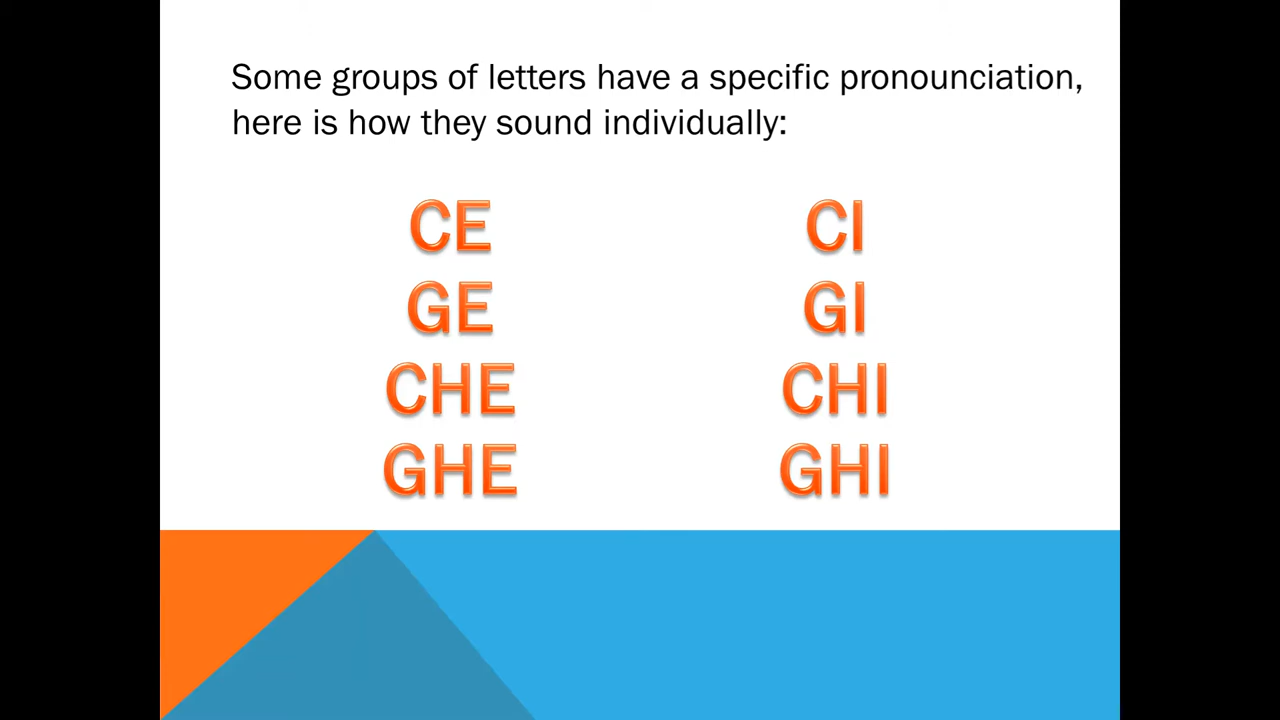 Some groups of letters have a specific pronounciation,
here is how they sound individually:
CE CI
GE GI
CHE CHI
GHE GHI